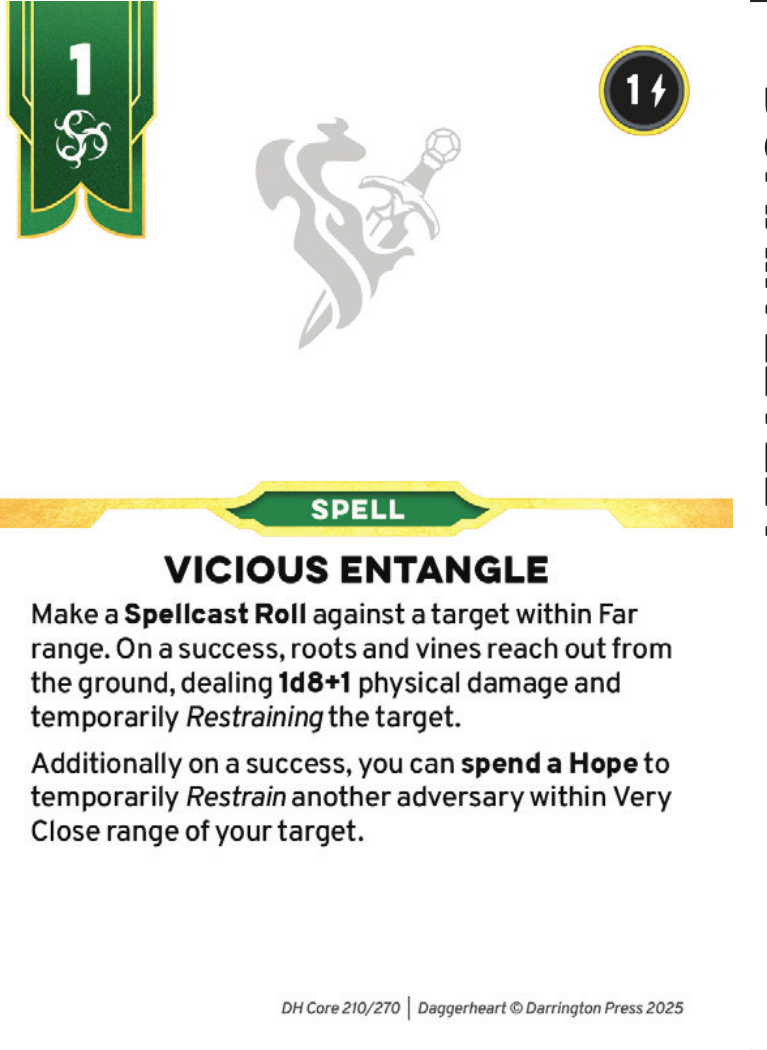 1
1
SPELL
VICIOUS ENTANGLE
Make a Spellcast Roll against a target within Far
range. On a success, roots and vines reach out from
the ground, dealing 1d8+1 physical damage and
temporarily Restraining the target.
Additionally on a success, you can spend a Hope to
temporarily Restrain another adversary within Very
Close range of your target.
DH Core 210/270 | Daggerheart © Darrington Press 2025